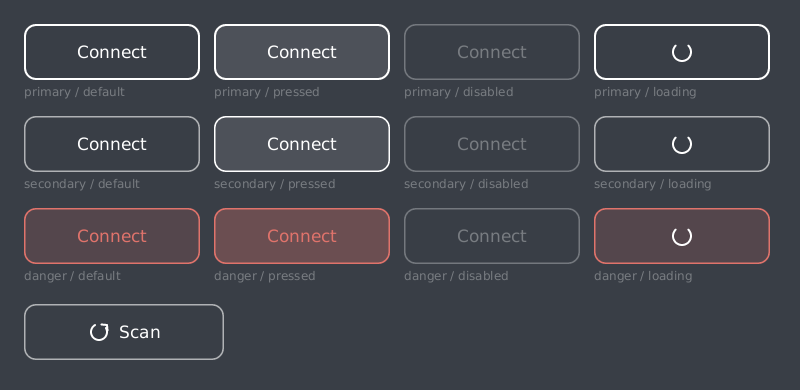 Connect Connect Connect
primary / default primary / pressed primary / disabled primary / loading
Connect Connect Connect
secondary / default secondary / pressed secondary / disabled secondary / loading
Connect Connect Connect
danger / default danger / pressed danger / disabled danger / loading
Scan